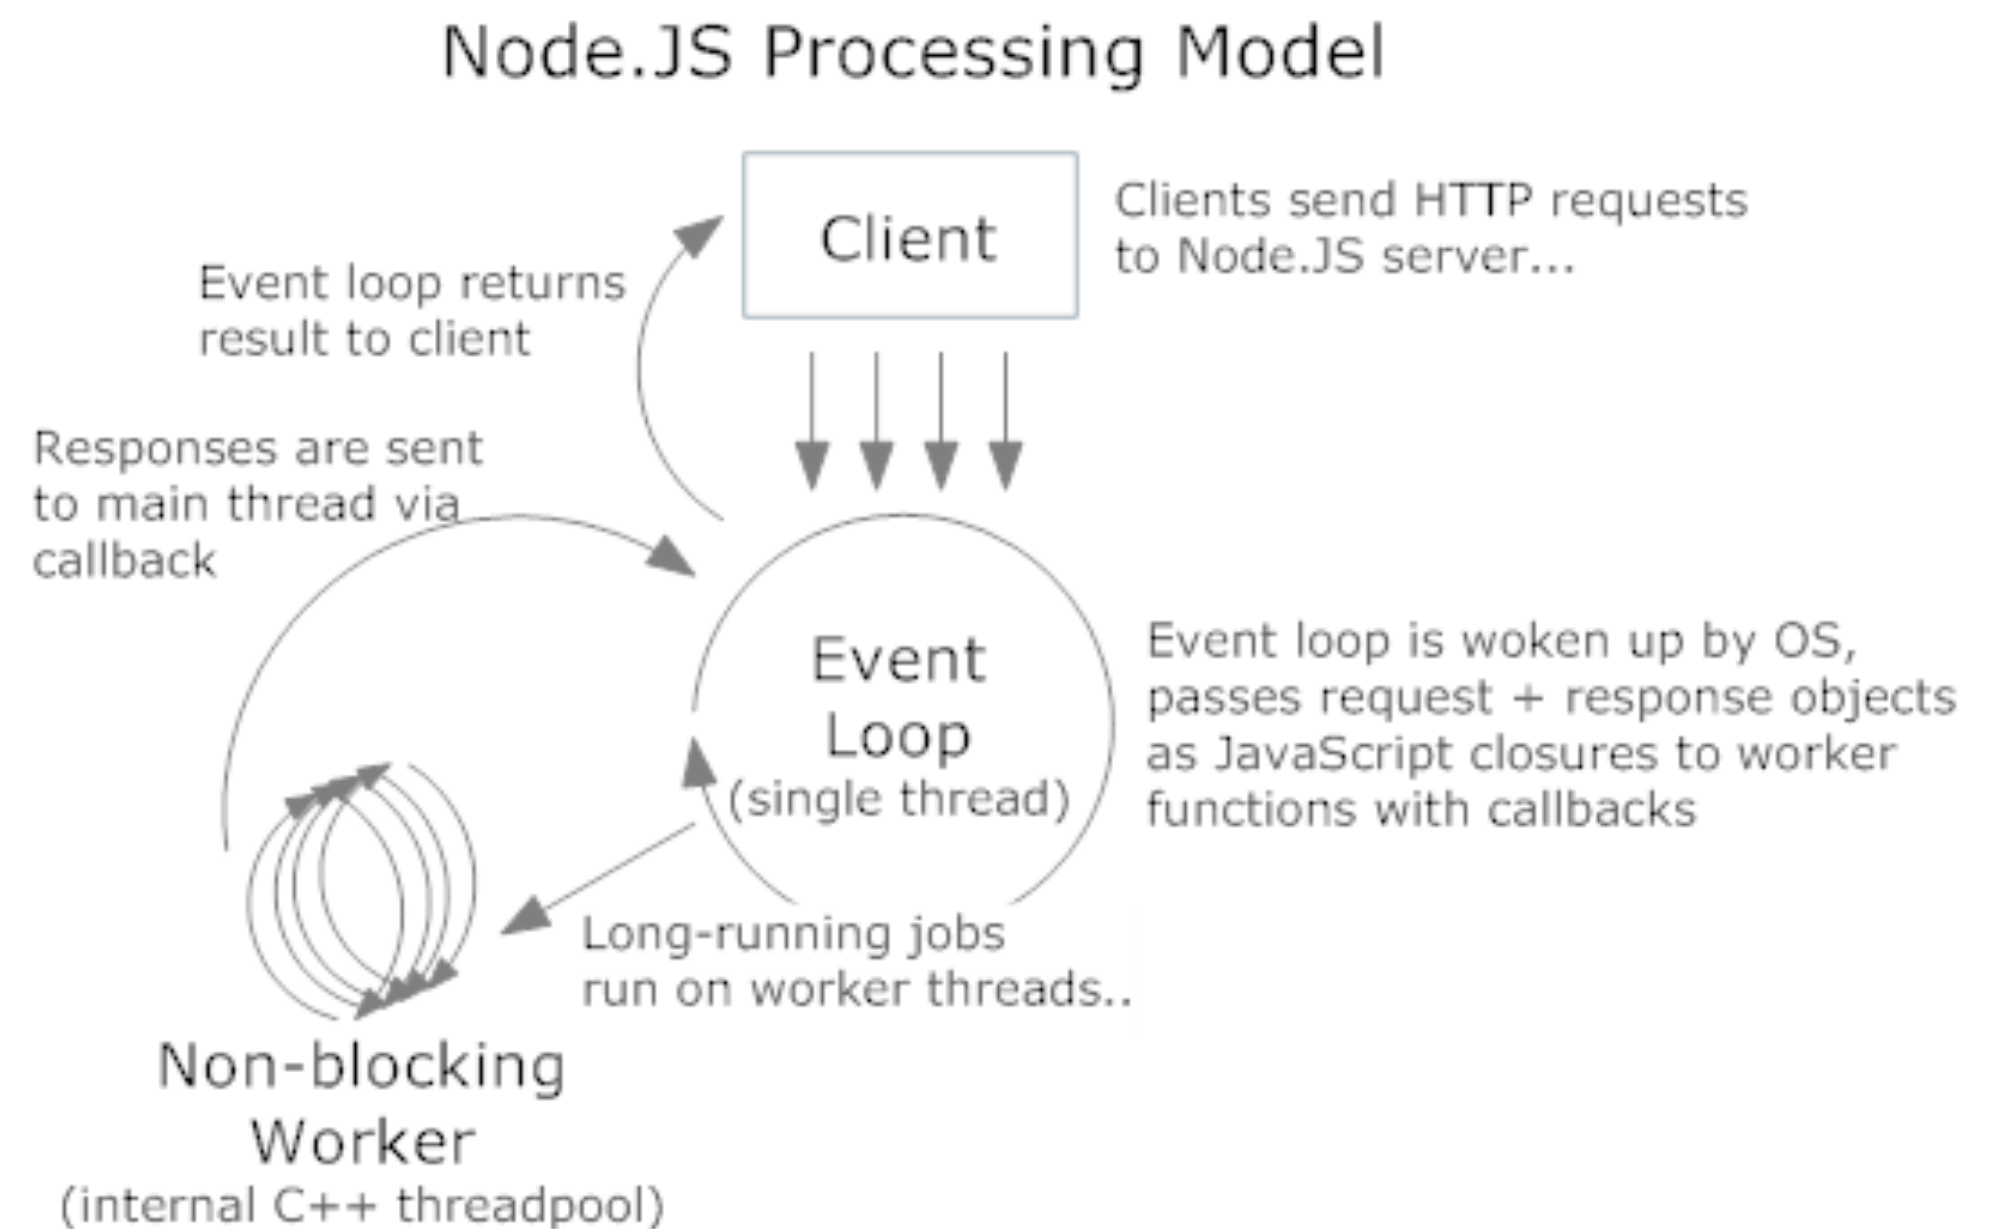 Node.JS Processing Model
Client
Clients send HTTP requests
to Node.JS server...
Event loop returns
result to client
Responses are sent
to main thread via
callback
Event
Loop
(single thread)
Event loop is woken up by OS,
passes request + response objects
as JavaScript closures to worker
functions with callbacks
Long-running jobs
run on worker threads..
Non-blocking
Worker
(internal C++ threadpool)